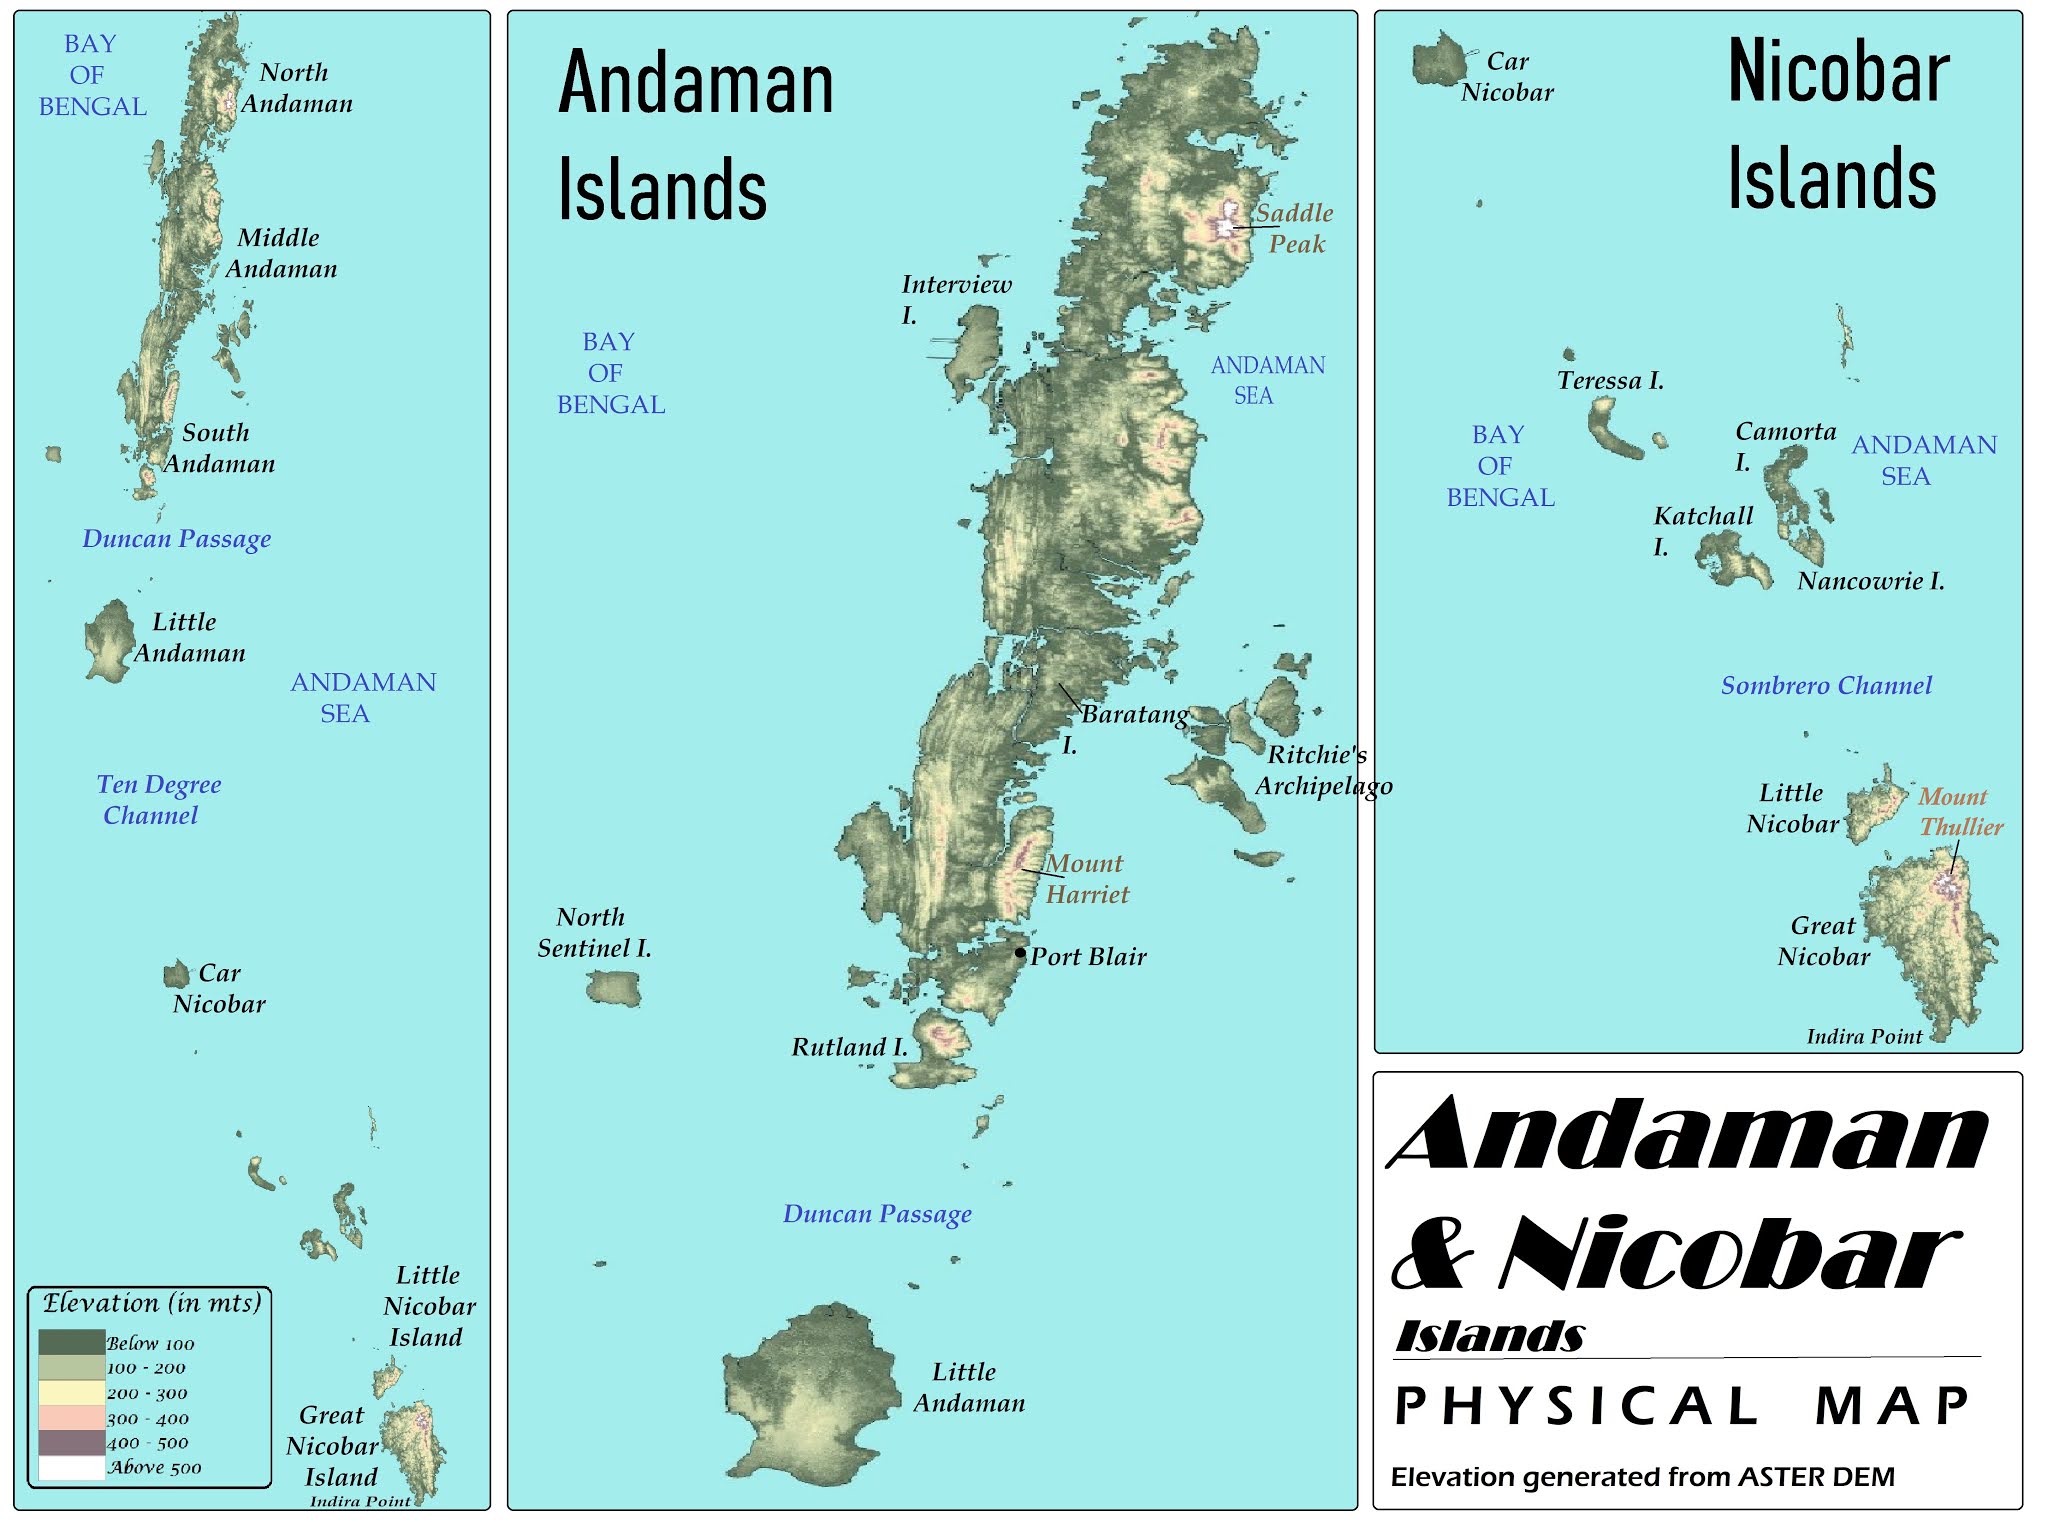 BAY
OF
BENGAL
North
Andaman
Middle
Andaman
South
Andaman
Duncan Passage
Little
Andaman
ANDAMAN
SEA
Ten Degree
Channel
Car
Nicobar
Little
Nicobar
Island
Great
Nicobar
Island
Indira Point
Elevation (in mts)
Below 100
100 - 200
200 - 300
300 - 400
400 - 500
Above 500
Andaman
Islands
Saddle
Peak
Interview
I.
BAY
OF
BENGAL
ANDAMAN
SEA
Baratang
I.
Ritchie's
Archipelago
Mount
Harriet
North
Sentinel I.
Port Blair
Rutland I.
Duncan Passage
Little
Andaman
Nicobar
Islands
Car
Nicobar
Teressa I.
BAY
OF
BENGAL
Camorta
I.
ANDAMAN
SEA
Katchall
I.
Nancowrie I.
Sombrero Channel
Little
Nicobar
Mount
Thullier
Great
Nicobar
Indira Point
Andaman
& Nicobar
Islands
PHYSICAL MAP
Elevation generated from ASTER DEM